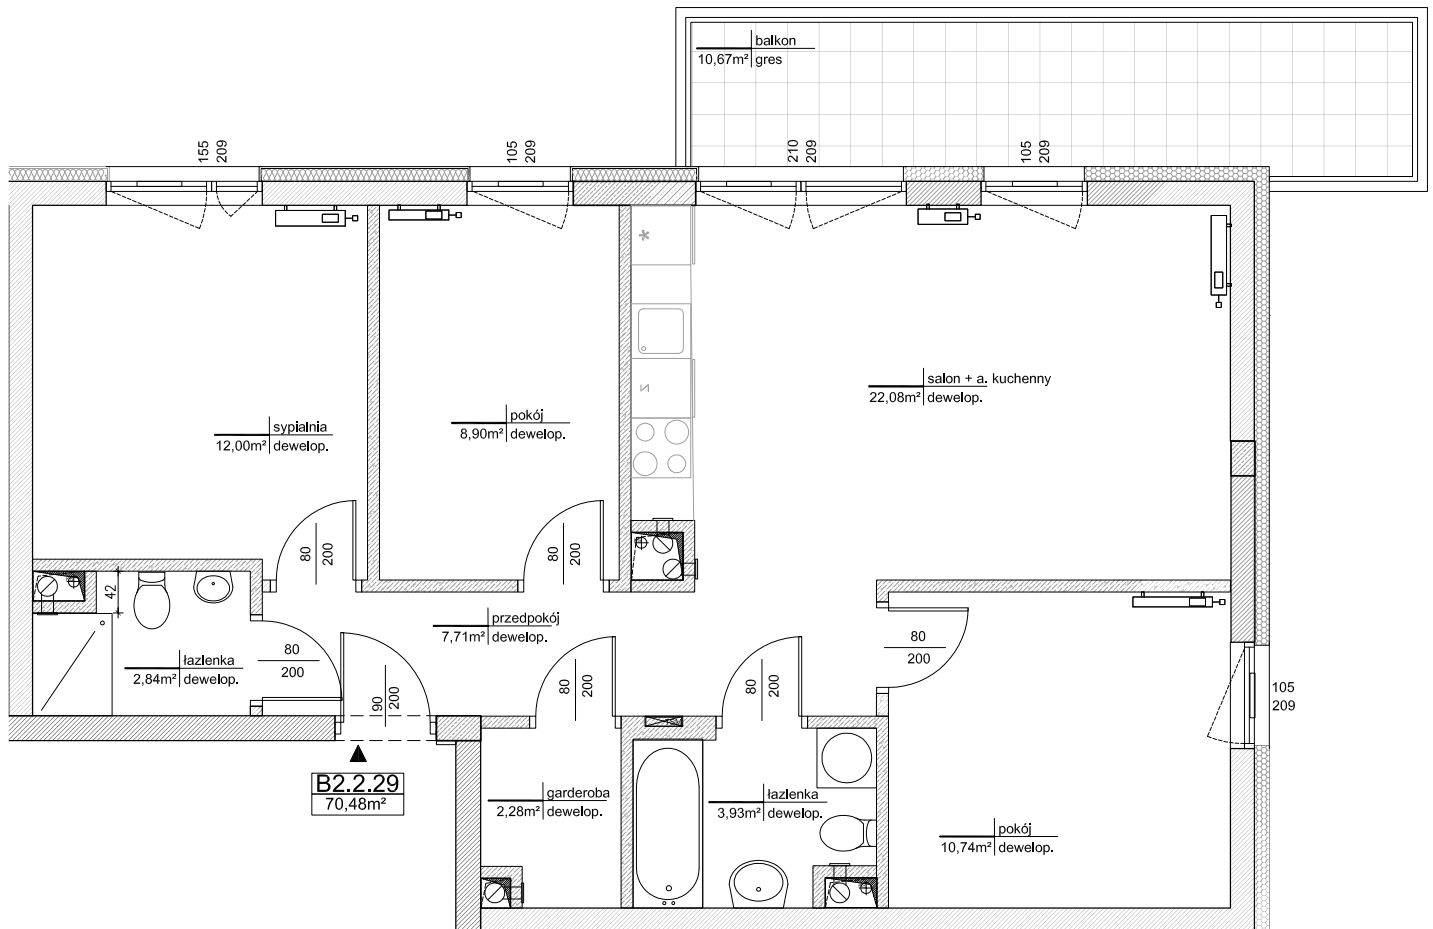 balkon
10,67m² gres
155
209
105
209
210
209
105
209
salon + a. kuchenny
22,08m² dewelop.
pokój
8,90m² dewelop.
sypialnia
12,00m² dewelop.
80
200
80
200
42
przedpokój
7,71m² dewelop.
łazienka
2,84m² dewelop.
80
200
80
200
90
200
80
200
80
200
105
209
B2.2.29
70,48m²
garderoba
2,28m² dewelop.
łazienka
3,93m² dewelop.
pokój
10,74m² dewelop.